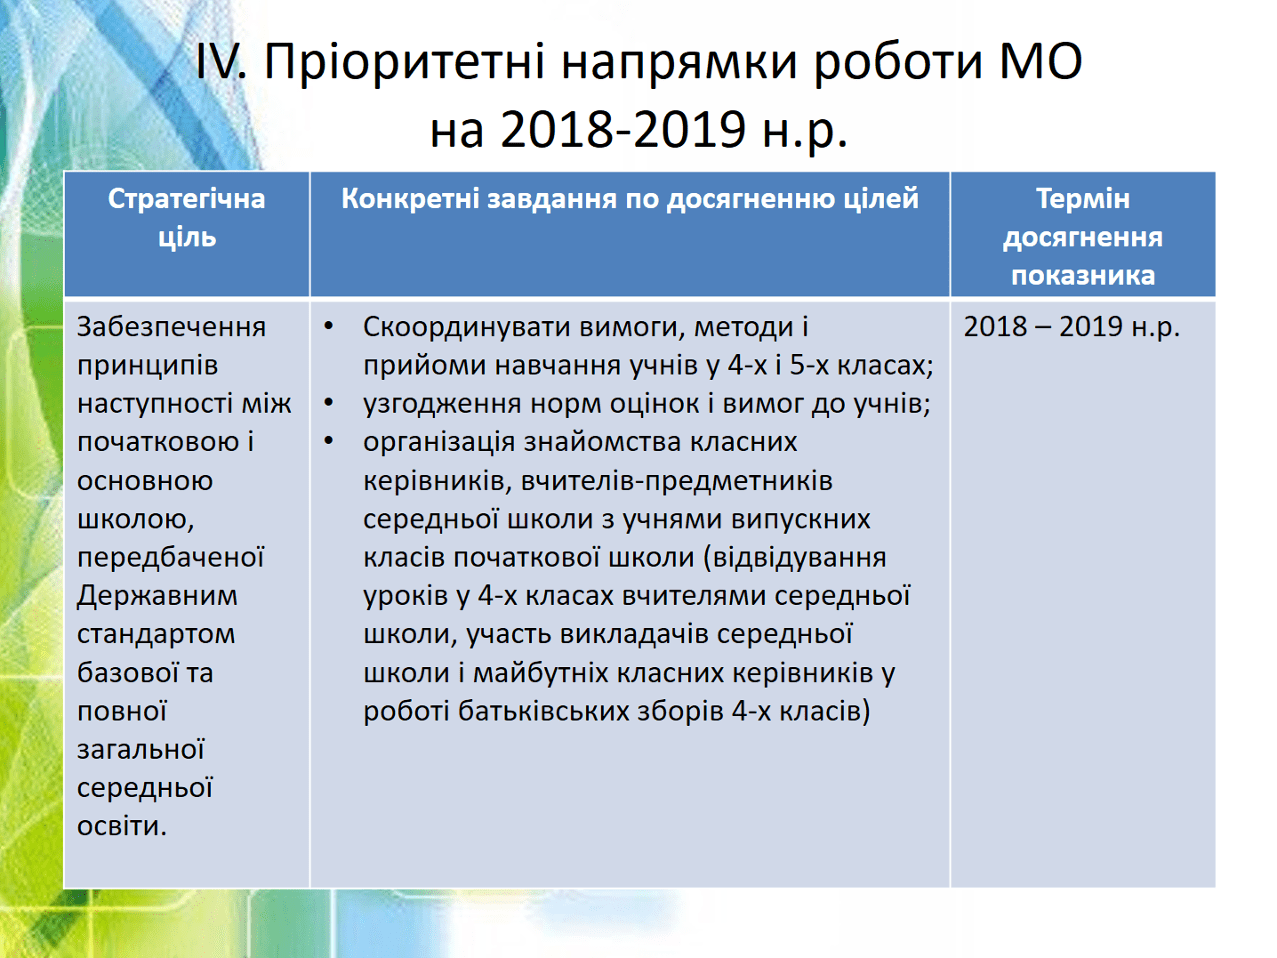 IV. Пріоритетні напрямки роботи МО
на 2018-2019 н.р.
Стратегічна
ціль
Конкретні завдання по досягненню цілей
Термін
досягнення
показника
Забезпечення
принципів
наступності між
початковою і
основною
школою,
передбаченої
Державним
стандартом
базової та
повної
загальної
середньої
освіти.
• Скоординувати вимоги, методи і
прийоми навчання учнів у 4-х і 5-х класах;
• узгодження норм оцінок і вимог до учнів;
• організація знайомства класних
керівників, вчителів-предметників
середньої школи з учнями випускних
класів початкової школи (відвідування
уроків у 4-х класах вчителями середньої
школи, участь викладачів середньої
школи і майбутніх класних керівників у
роботі батьківських зборів 4-х класів)
2018 – 2019 н.р.